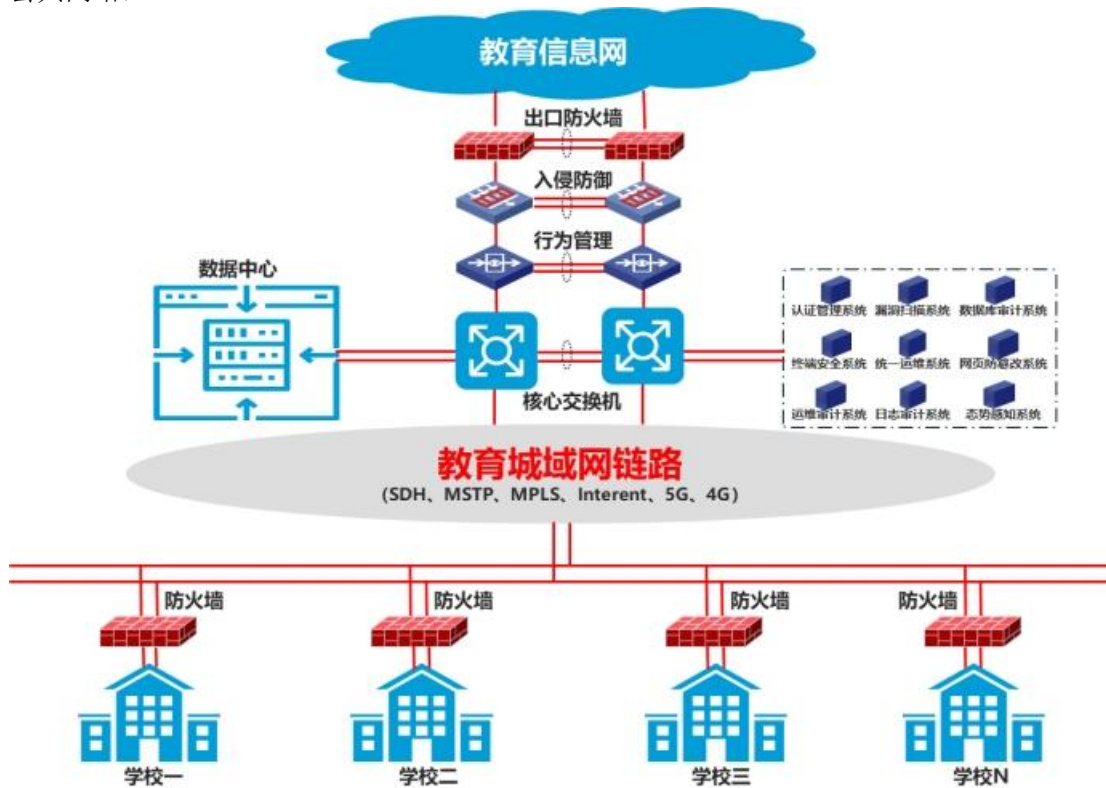 教育信息网
出口防火墙
入侵防御
行为管理
数据中心
认证管理系统 漏洞扫描系统 数据库审计系统
终端安全系统 统一运维系统 网页防篡改系统
运维审计系统 日志审计系统 态势感知系统
核心交换机
教育城域网链路
(SDH、MSTP、MPLS、Interent、5G、4G)
防火墙 防火墙 防火墙 防火墙
学校一 学校二 学校三 学校N